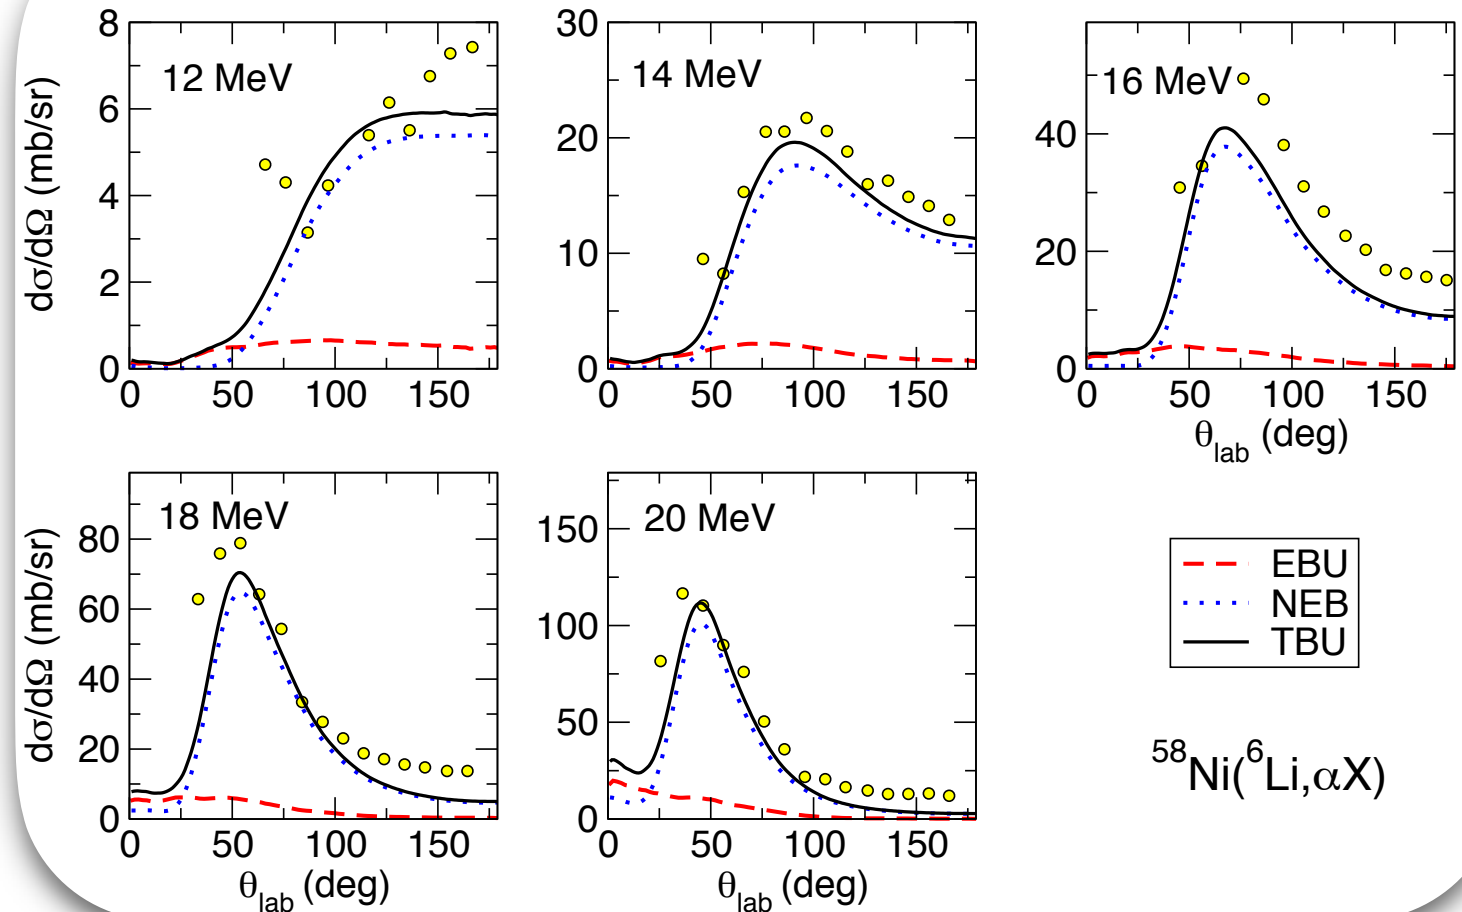 8
6
4
2
0
dσ/dΩ (mb/sr)
12 MeV
0 50 100 150
30
20
10
0
14 MeV
0 50 100 150
40
20
0
16 MeV
0 50 100 150
θlab (deg)
80
60
40
20
0
dσ/dΩ (mb/sr)
18 MeV
0 50 100 150
θlab (deg)
150
100
50
0
20 MeV
0 50 100 150
θlab (deg)
EBU
NEB
TBU
⁵⁸Ni(⁶Li,αX)